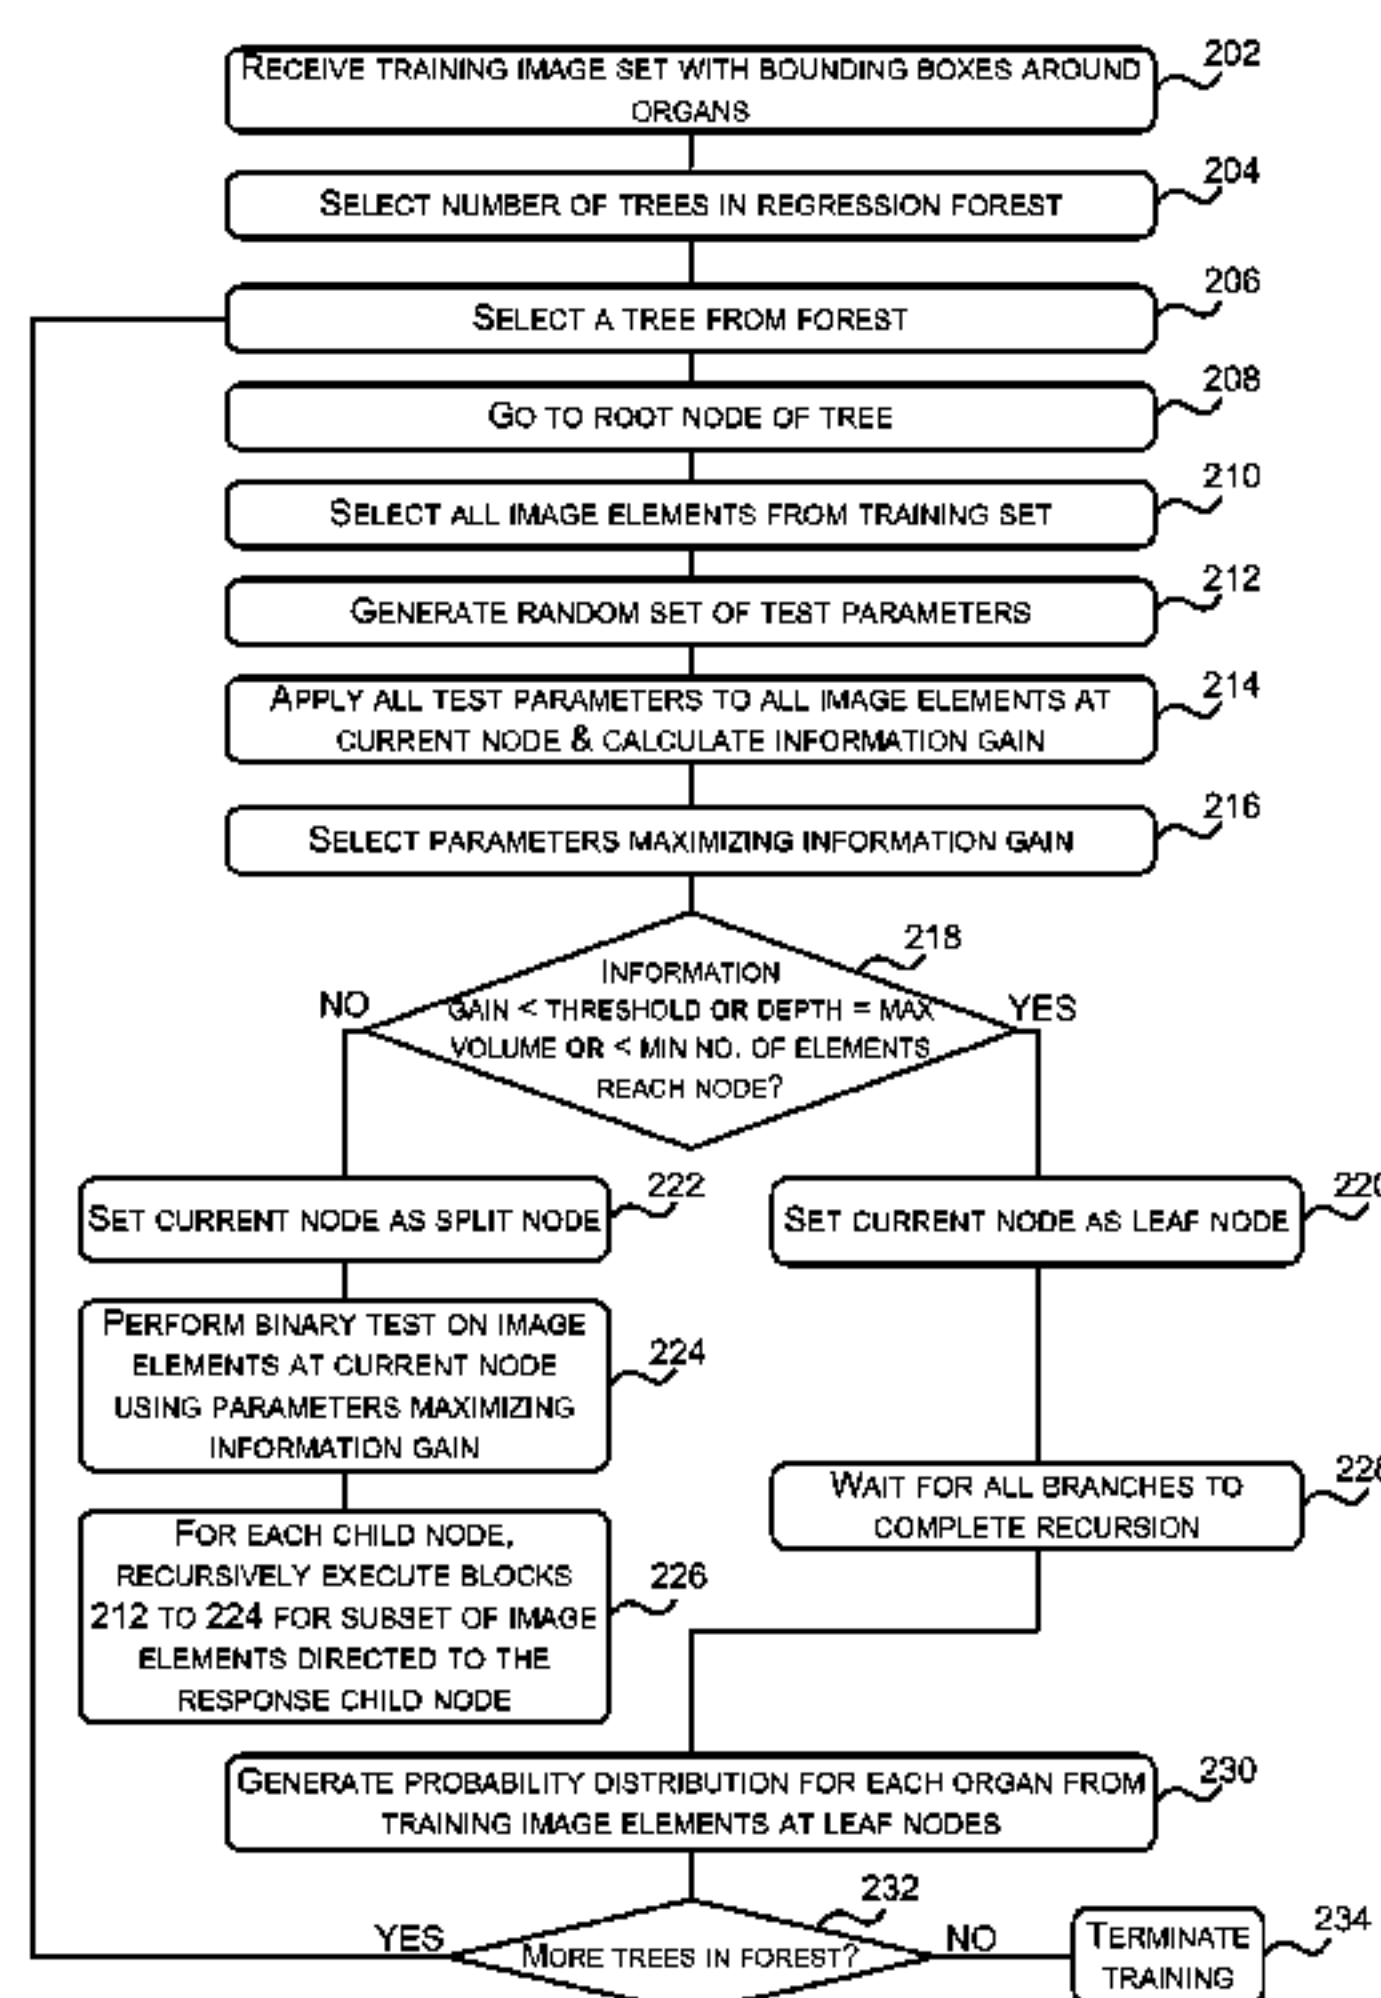 RECEIVE TRAINING IMAGE SET WITH BOUNDING BOXES AROUND
ORGANS
202
SELECT NUMBER OF TREES IN REGRESSION FOREST
204
SELECT A TREE FROM FOREST
206
GO TO ROOT NODE OF TREE
208
SELECT ALL IMAGE ELEMENTS FROM TRAINING SET
210
GENERATE RANDOM SET OF TEST PARAMETERS
212
APPLY ALL TEST PARAMETERS TO ALL IMAGE ELEMENTS AT
CURRENT NODE & CALCULATE INFORMATION GAIN
214
SELECT PARAMETERS MAXIMIZING INFORMATION GAIN
216
218
INFORMATION
GAIN < THRESHOLD OR DEPTH = MAX
VOLUME OR < MIN NO. OF ELEMENTS
REACH NODE?
NO
YES
SET CURRENT NODE AS SPLIT NODE
222
SET CURRENT NODE AS LEAF NODE
220
PERFORM BINARY TEST ON IMAGE
ELEMENTS AT CURRENT NODE
USING PARAMETERS MAXIMIZING
INFORMATION GAIN
224
WAIT FOR ALL BRANCHES TO
COMPLETE RECURSION
228
FOR EACH CHILD NODE,
RECURSIVELY EXECUTE BLOCKS
212 TO 224 FOR SUBSET OF IMAGE
ELEMENTS DIRECTED TO THE
RESPONSE CHILD NODE
226
GENERATE PROBABILITY DISTRIBUTION FOR EACH ORGAN FROM
TRAINING IMAGE ELEMENTS AT LEAF NODES
230
232
YES
MORE TREES IN FOREST?
NO
TERMINATE
TRAINING
234